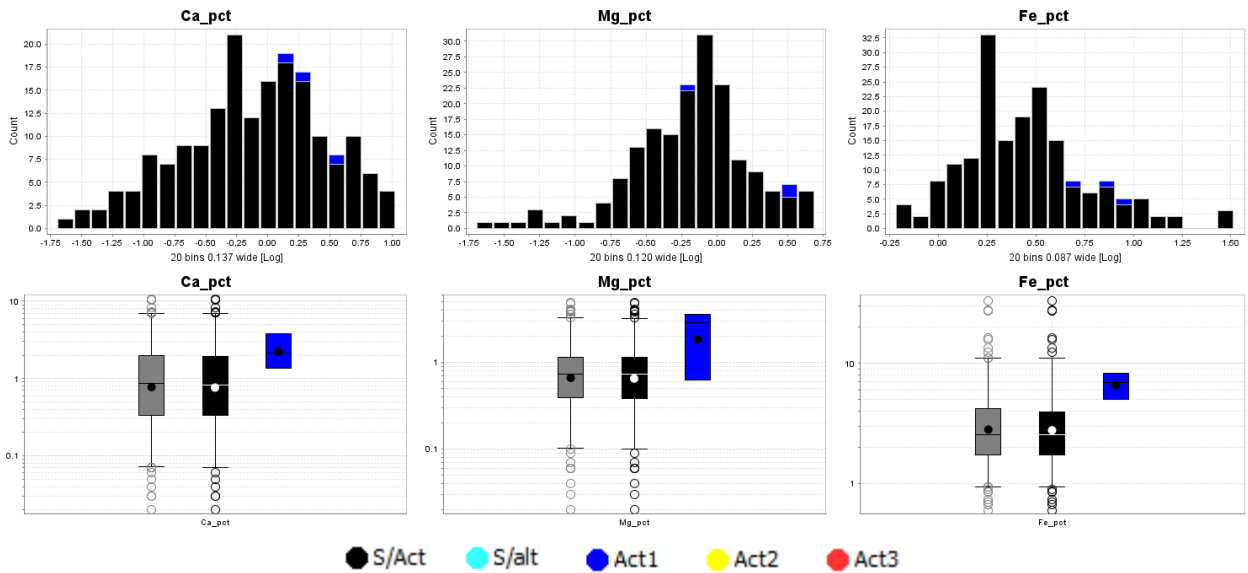 Ca_pct Mg_pct Fe_pct
20.0 17.5 15.0 12.5 10.0 7.5 5.0 2.5 0.0
Count
-1.75 -1.50 -1.25 -1.00 -0.75 -0.50 -0.25 0.00 0.25 0.50 0.75 1.00
20 bins 0.137 wide [Log]
30.0 27.5 25.0 22.5 20.0 17.5 15.0 12.5 10.0 7.5 5.0 2.5 0.0
Count
-1.75 -1.50 -1.25 -1.00 -0.75 -0.50 -0.25 0.00 0.25 0.50 0.75
20 bins 0.120 wide [Log]
32.5 30.0 27.5 25.0 22.5 20.0 17.5 15.0 12.5 10.0 7.5 5.0 2.5 0.0
Count
-0.25 0.00 0.25 0.50 0.75 1.00 1.25 1.50
20 bins 0.087 wide [Log]
Ca_pct Mg_pct Fe_pct
10 1 0.1
Ca_pct
1 0.1
Mg_pct
10 1
Fe_pct
S/Act S/alt Act1 Act2 Act3